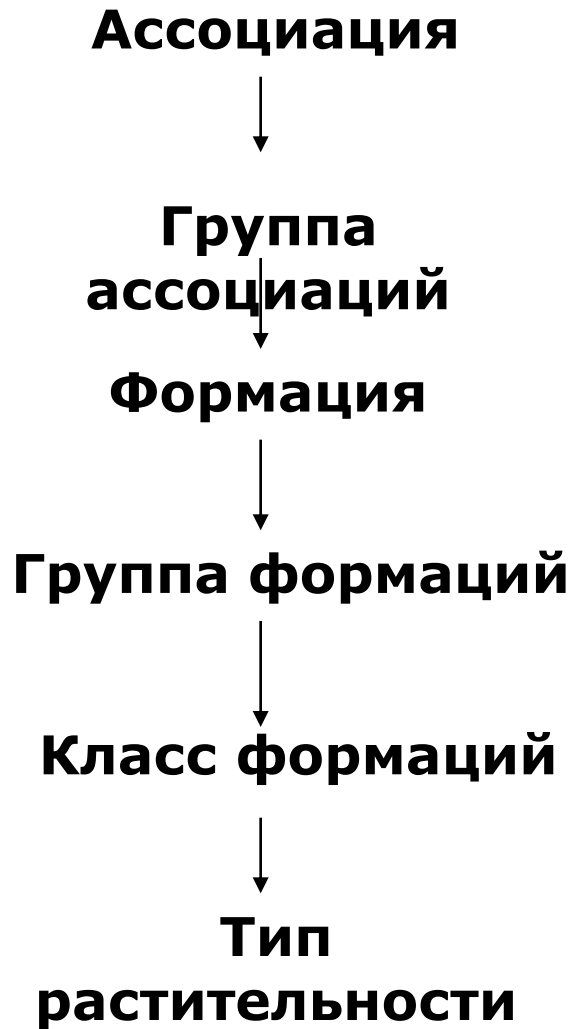 Ассоциация
Группа
ассоциаций
Формация
Группа формаций
Класс формаций
Тип
растительности